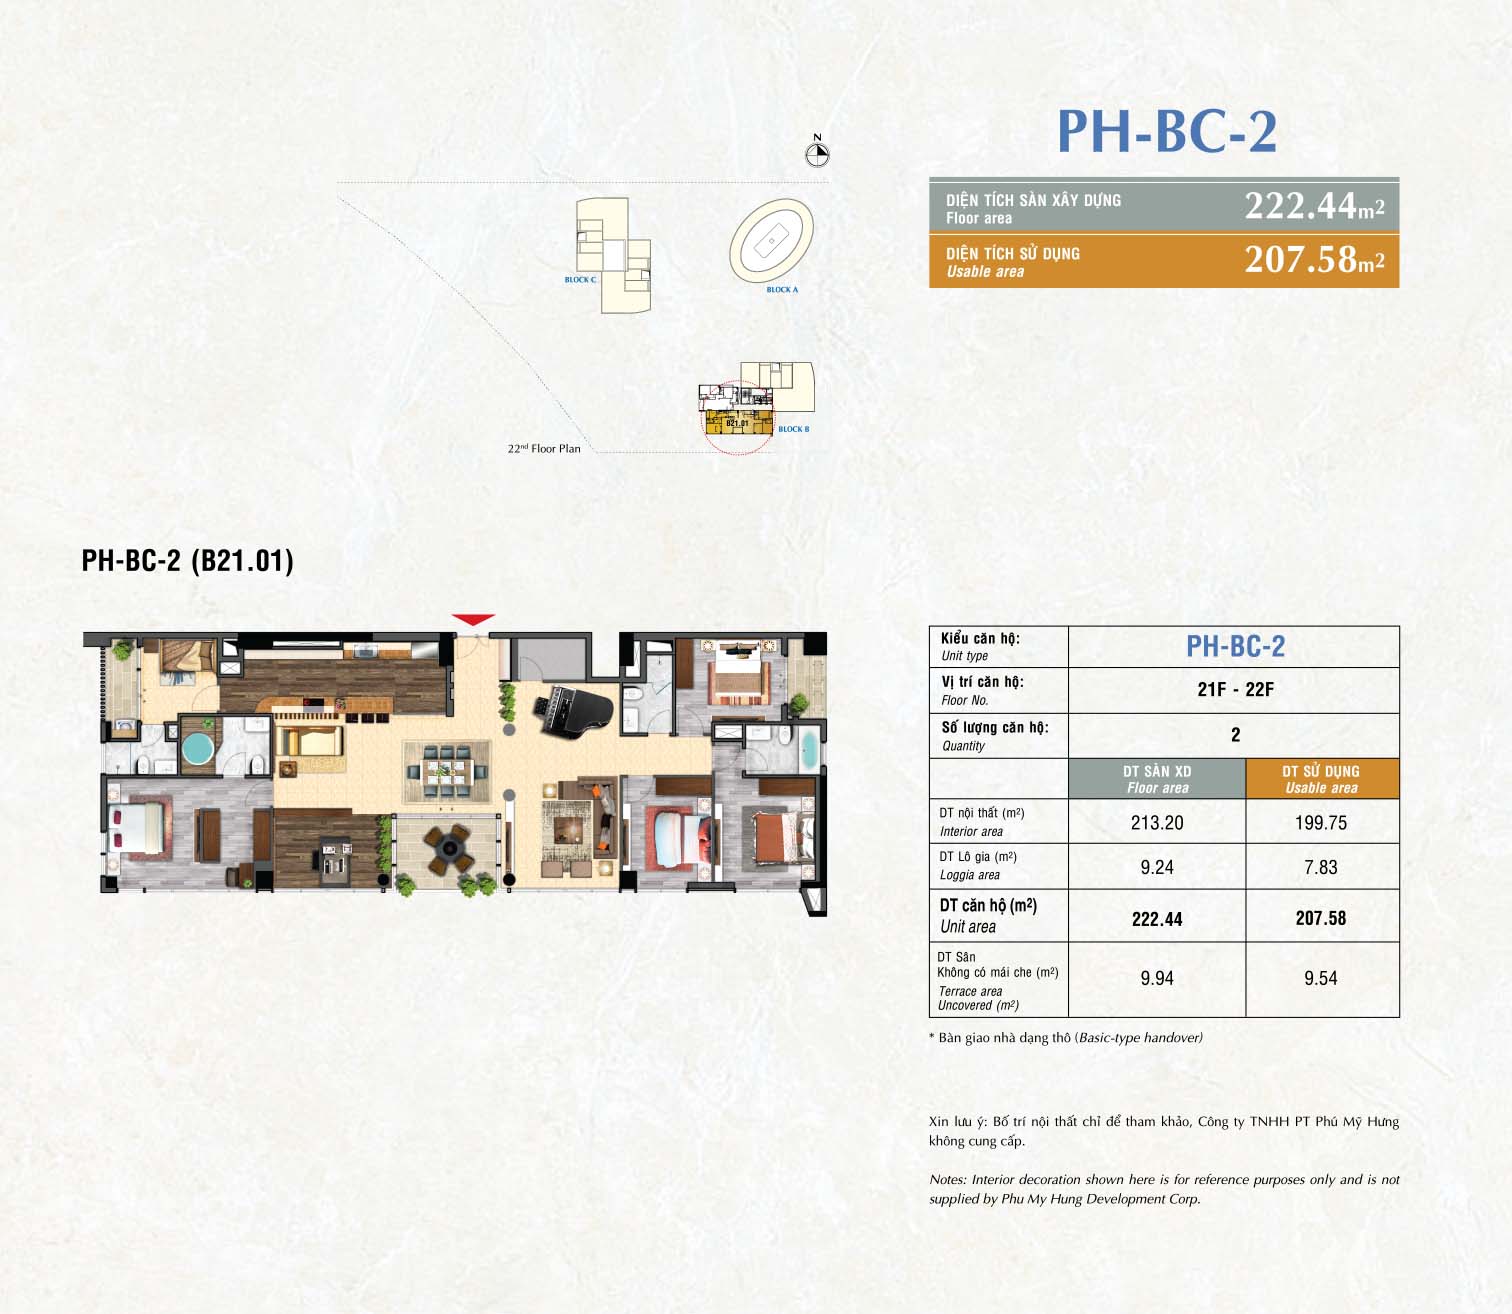 PH-BC-2
DIỆN TÍCH SÀN XÂY DỰNG
Floor area
222.44m2
DIỆN TÍCH SỬ DỤNG
Usable area
207.58m2
N
BLOCK C
BLOCK A
B21.01
BLOCK B
22nd Floor Plan
PH-BC-2 (B21.01)
Kiểu căn hộ:
Unit type
PH-BC-2
Vị trí căn hộ:
Floor No.
21F - 22F
Số lượng căn hộ:
Quantity
2
DT SÀN XD
Floor area
DT SỬ DỤNG
Usable area
DT nội thất (m2)
Interior area
213.20
199.75
DT Lô gia (m2)
Loggia area
9.24
7.83
DT căn hộ (m2)
Unit area
222.44
207.58
DT Sân
Không có mái che (m2)
Terrace area
Uncovered (m2)
9.94
9.54
* Bàn giao nhà dạng thô (Basic-type handover)
Xin lưu ý: Bố trí nội thất chỉ để tham khảo, Công ty TNHH PT Phú Mỹ Hưng
không cung cấp.
Notes: Interior decoration shown here is for reference purposes only and is not
supplied by Phu My Hung Development Corp.